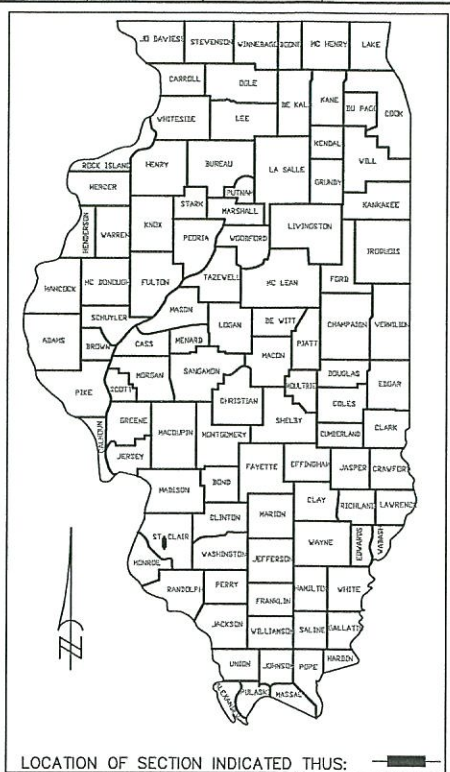 JO DAVIESS STEVENSON WINNEBAGO BOONE MC HENRY LAKE
CARROLL OGLE DE KALB KANE COOK
DU PAGE
WHITESIDE LEE
KENDALL WILL
ROCK ISLAND HENRY BUREAU LA SALLE GRUNDY
MERCER PUTNAM KANKAKEE
STARK MARSHALL
HENDERSON WARREN KNOX PEORIA WOODFORD LIVINGSTON IROQUOIS
HANCOCK MC DONOUGH FULTON TAZEWELL MC LEAN FORD
MASON
SCHUYLER LOGAN DE WITT CHAMPAIGN VERMILION
ADAMS BROWN CASS MENARD MACON PIATT
DOUGLAS
PIKE SCOTT MORGAN SANGAMON MOULTRIE EDGAR
CHRISTIAN COLES
CALHOUN GREENE MACOUPIN MONTGOMERY SHELBY CUMBERLAND CLARK
JERSEY FAYETTE EFFINGHAM JASPER CRAWFORD
MADISON BOND CLAY RICHLAND LAWRENCE
CLINTON MARION
ST. CLAIR WAYNE EDWARDS WABASH
WASHINGTON JEFFERSON
MONROE
RANDOLPH PERRY HAMILTON WHITE
FRANKLIN
JACKSON WILLIAMSON SALINE GALLATIN
UNION JOHNSON POPE HARDIN
ALEXANDER PULASKI MASSAC
N
LOCATION OF SECTION INDICATED THUS: